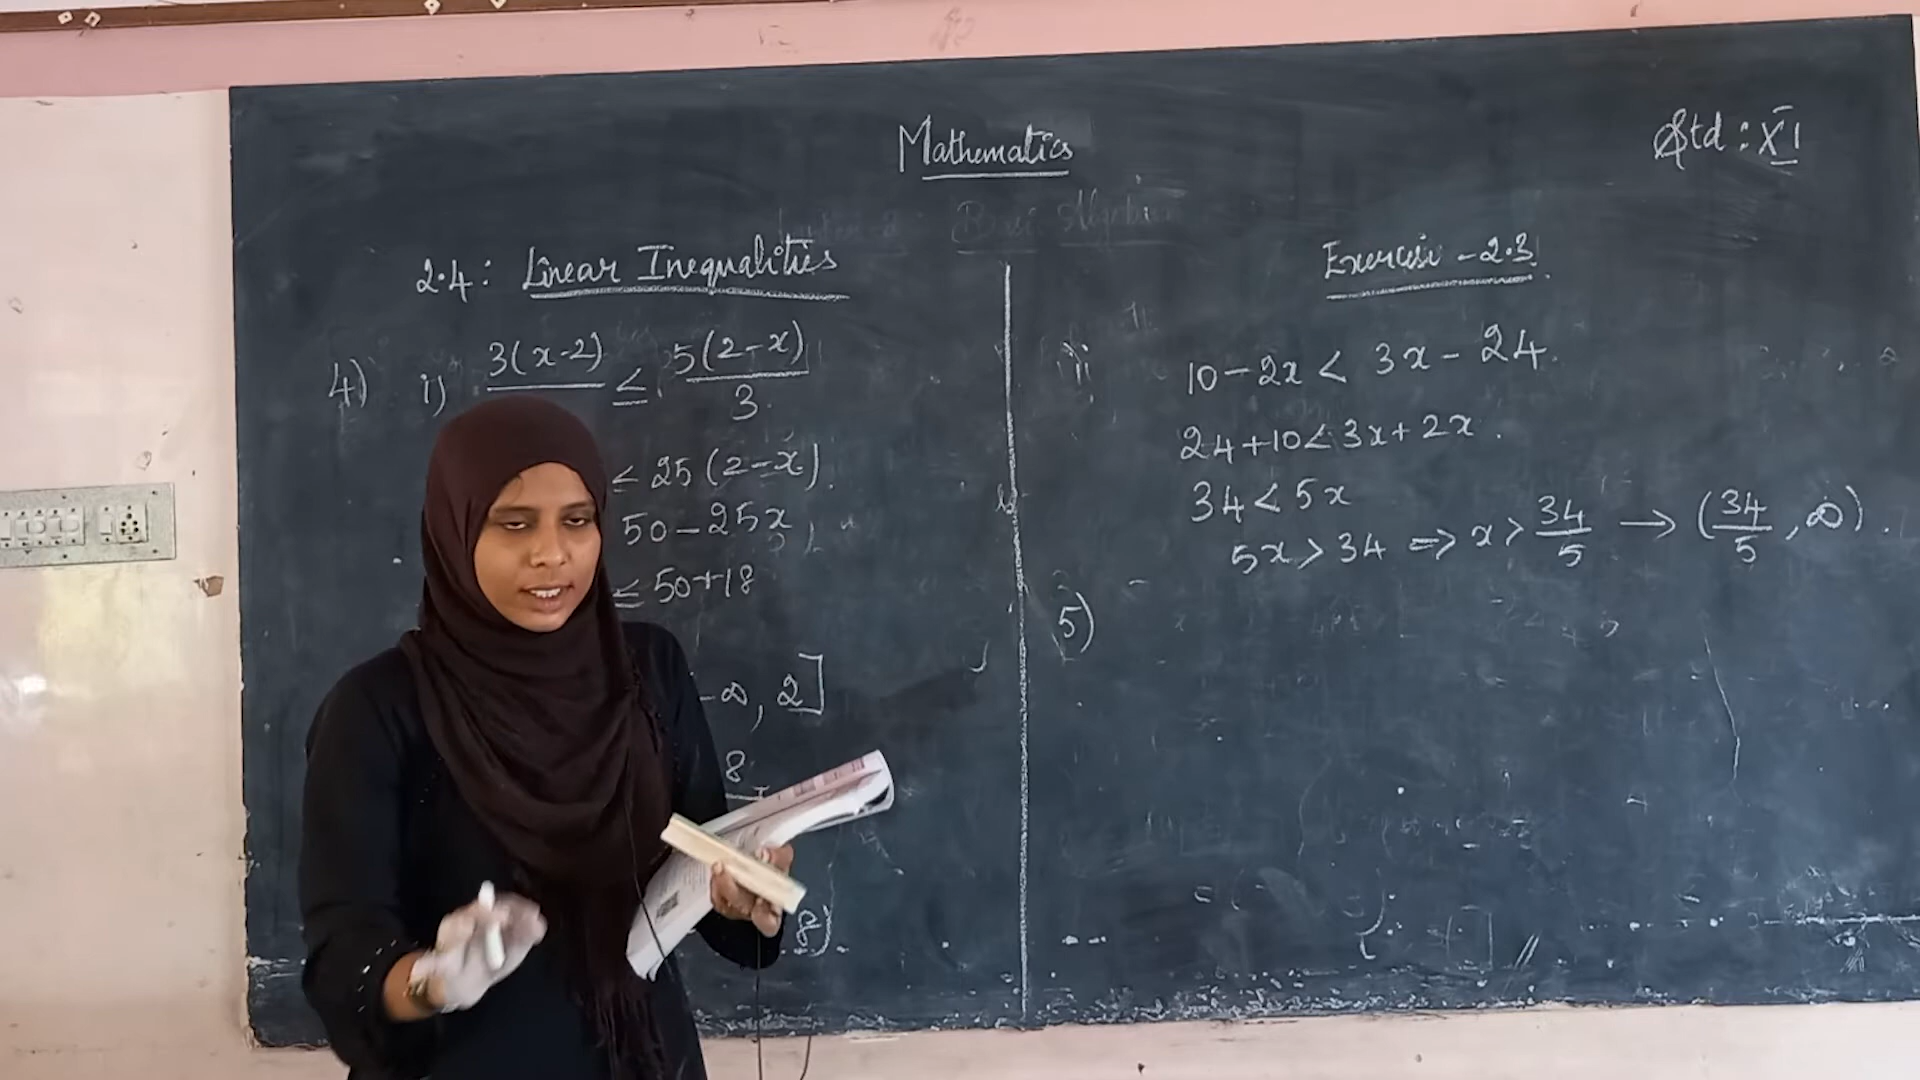 Mathematics
Std : XI
2.4 : Linear Inequalities
4) i) 3(x-2) ≤ 5(2-x)
3.
≤ 25(2-x).
50-25x
≤ 50+18
-∞, 2]
8
8).
Exercise - 2.3.
10-2x < 3x-24.
24+10<3x+2x.
34<5x
5x>34 => x> 34/5 → (34/5, ∞).
5)